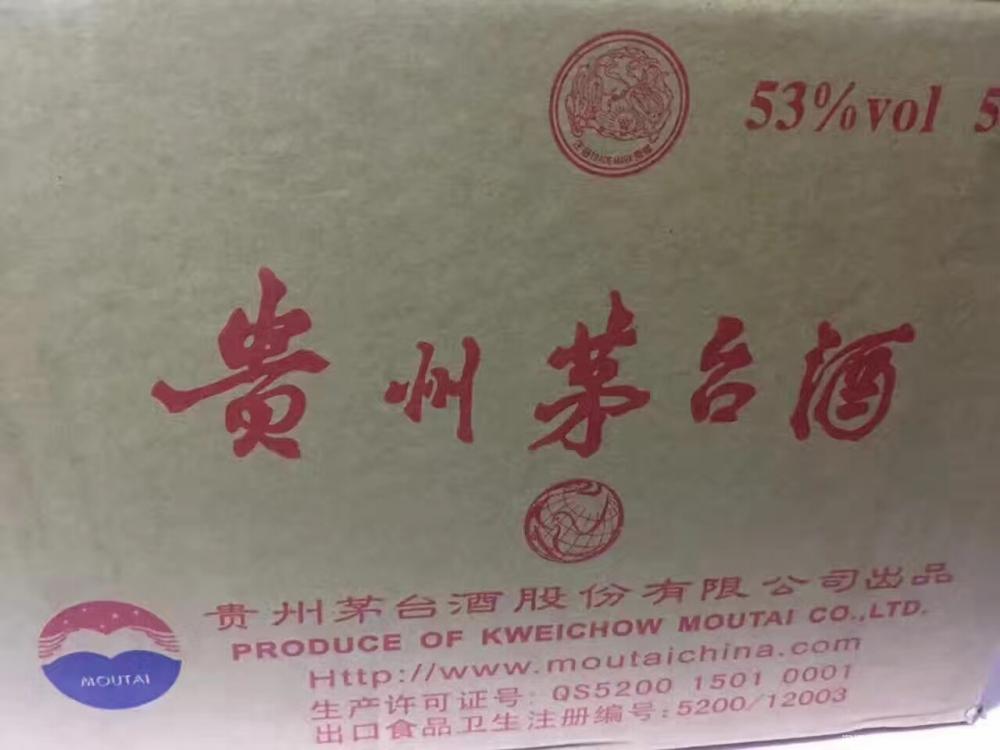 53%vol 5
贵州茅台酒
贵州茅台酒股份有限公司出品
PRODUCE OF KWEICHOW MOUTAI CO.,LTD.
Http://www.moutaichina.com
生产许可证号: QS5200 1501 0001
出口食品卫生注册编号:5200/12003
MOUTAI